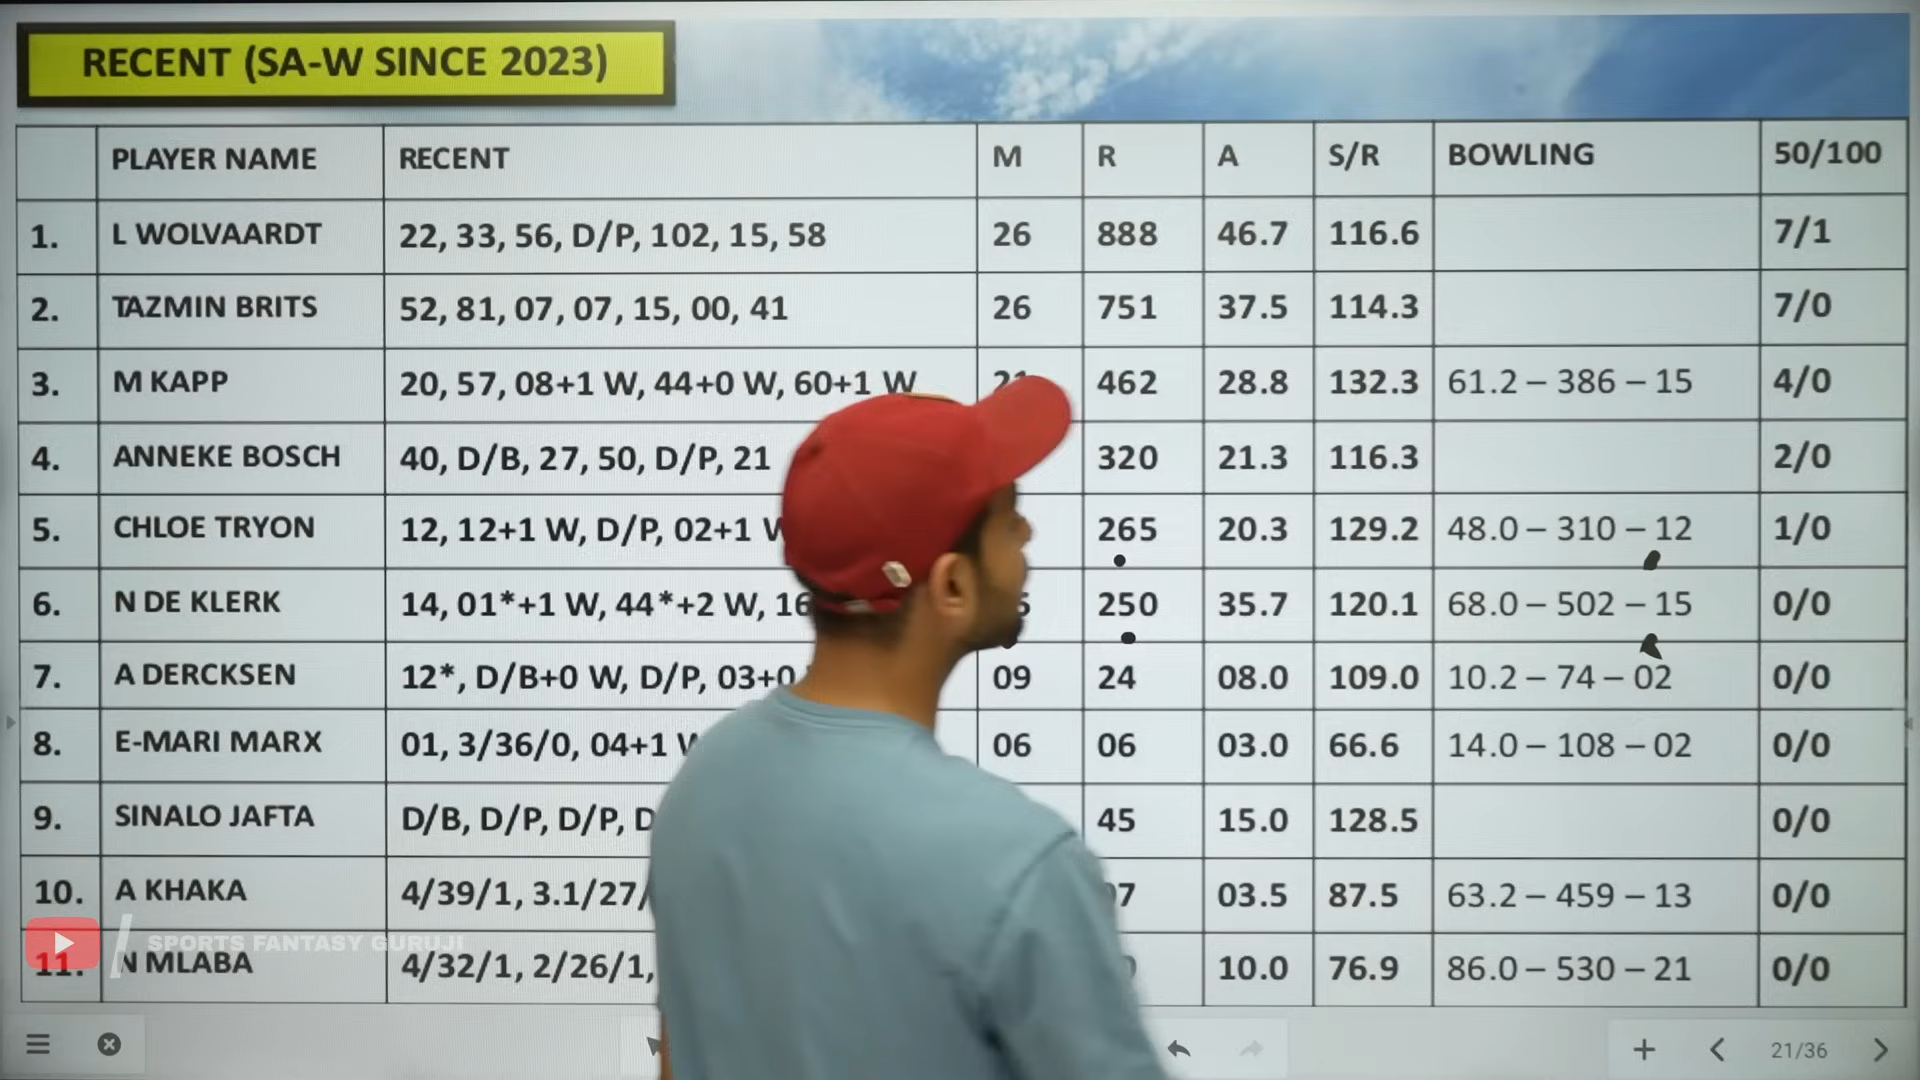 RECENT (SA-W SINCE 2023)
PLAYER NAME RECENT M R A S/R BOWLING 50/100
1. L WOLVAARDT 22, 33, 56, D/P, 102, 15, 58 26 888 46.7 116.6 7/1
2. TAZMIN BRITS 52, 81, 07, 07, 15, 00, 41 26 751 37.5 114.3 7/0
3. M KAPP 20, 57, 08+1 W, 44+0 W, 60+1 W 462 28.8 132.3 61.2 – 386 – 15 4/0
4. ANNEKE BOSCH 40, D/B, 27, 50, D/P, 21 320 21.3 116.3 2/0
5. CHLOE TRYON 12, 12+1 W, D/P, 02+1 265 20.3 129.2 48.0 – 310 – 12 1/0
6. N DE KLERK 14, 01*+1 W, 44*+2 W, 250 35.7 120.1 68.0 – 502 – 15 0/0
7. A DERCKSEN 12*, D/B+0 W, D/P, 03+0 09 24 08.0 109.0 10.2 – 74 – 02 0/0
8. E-MARI MARX 01, 3/36/0, 04+1 06 06 03.0 66.6 14.0 – 108 – 02 0/0
9. SINALO JAFTA D/B, D/P, D/P, 45 15.0 128.5 0/0
10. A KHAKA 4/39/1, 3.1/27/ 03.5 87.5 63.2 – 459 – 13 0/0
SPORTS FANTASY GURUJI
11. N MLABA 4/32/1, 2/26/1, 10.0 76.9 86.0 – 530 – 21 0/0
21/36